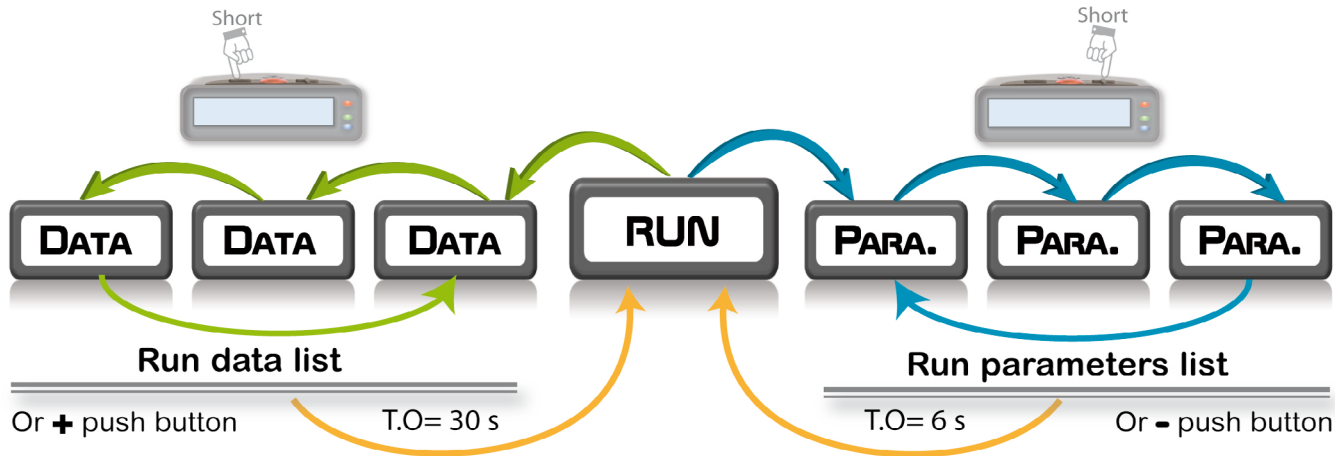 Short
Short
DATA DATA DATA RUN PARA. PARA. PARA.
Run data list
Run parameters list
Or + push button
T.O= 30 s
T.O= 6 s
Or - push button